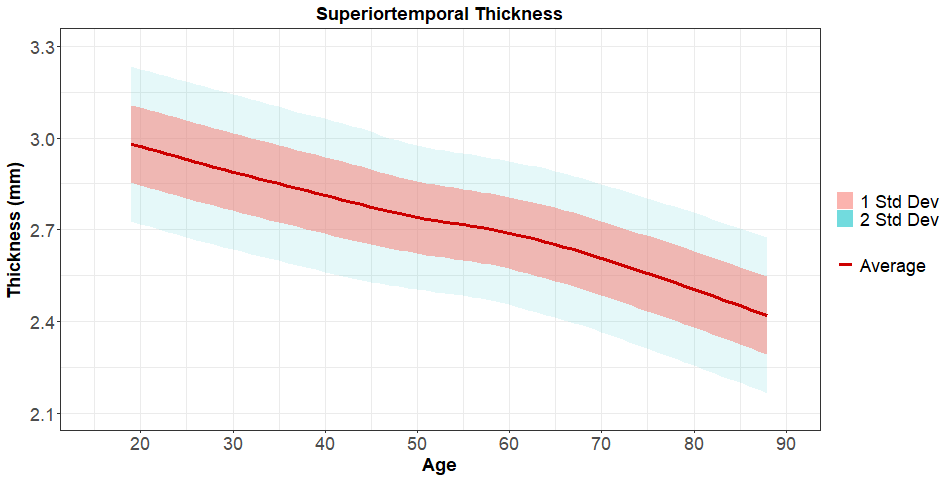 Superiortemporal Thickness
Thickness (mm)
3.3
3.0
2.7
2.4
2.1
20 30 40 50 60 70 80 90
Age
1 Std Dev
2 Std Dev
Average